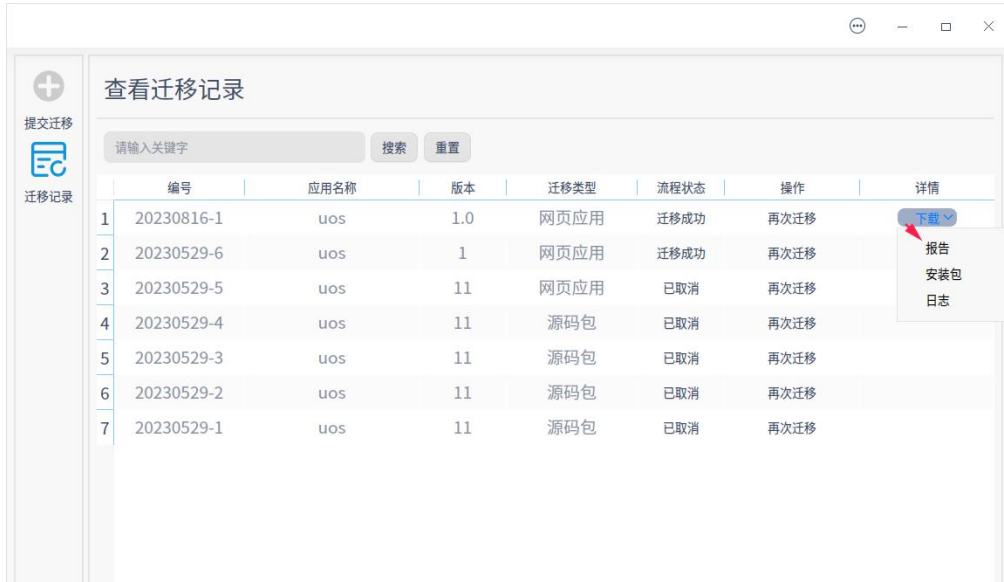 查看迁移记录
提交迁移
迁移记录
请输入关键字 搜索 重置
编号 应用名称 版本 迁移类型 流程状态 操作 详情
1 20230816-1 uos 1.0 网页应用 迁移成功 再次迁移 下载
2 20230529-6 uos 1 网页应用 迁移成功 再次迁移
3 20230529-5 uos 11 网页应用 已取消 再次迁移
4 20230529-4 uos 11 源码包 已取消 再次迁移
5 20230529-3 uos 11 源码包 已取消 再次迁移
6 20230529-2 uos 11 源码包 已取消 再次迁移
7 20230529-1 uos 11 源码包 已取消 再次迁移
报告
安装包
日志